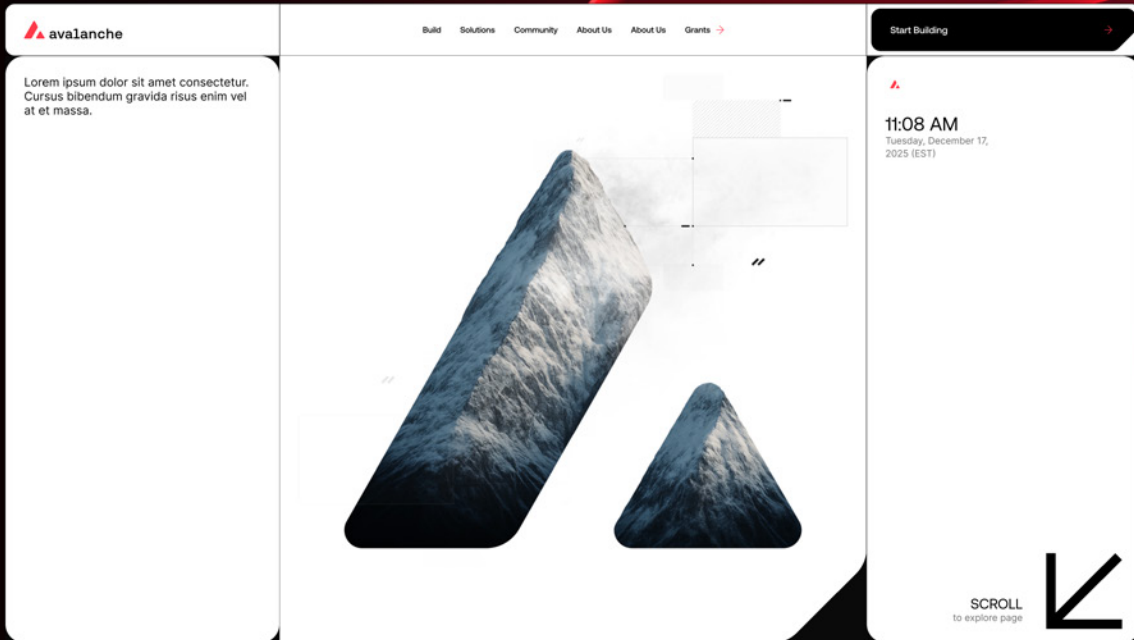 avalanche
Build Solutions Community About Us About Us Grants
Start Building
Lorem ipsum dolor sit amet consectetur.
Cursus bibendum gravida risus enim vel
at et massa.
11:08 AM
Tuesday, December 17,
2025 (EST)
SCROLL
to explore page